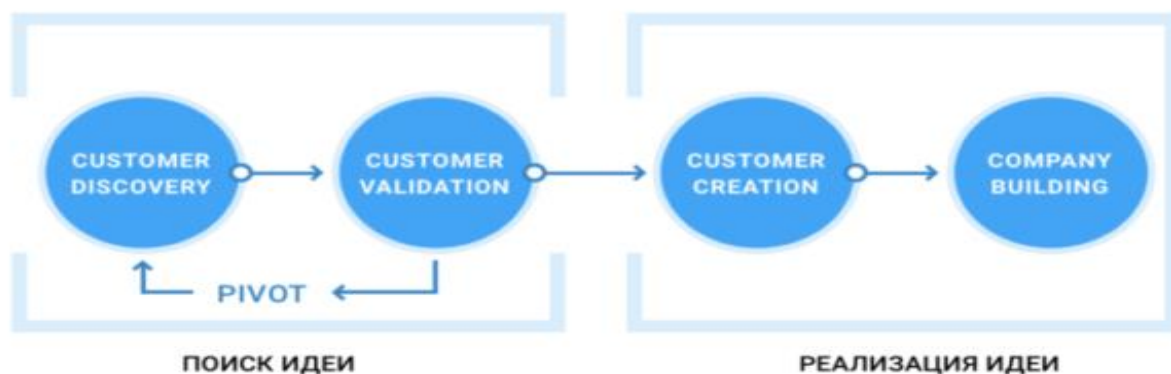 CUSTOMER
DISCOVERY
CUSTOMER
VALIDATION
CUSTOMER
CREATION
COMPANY
BUILDING
PIVOT
ПОИСК ИДЕИ
РЕАЛИЗАЦИЯ ИДЕИ